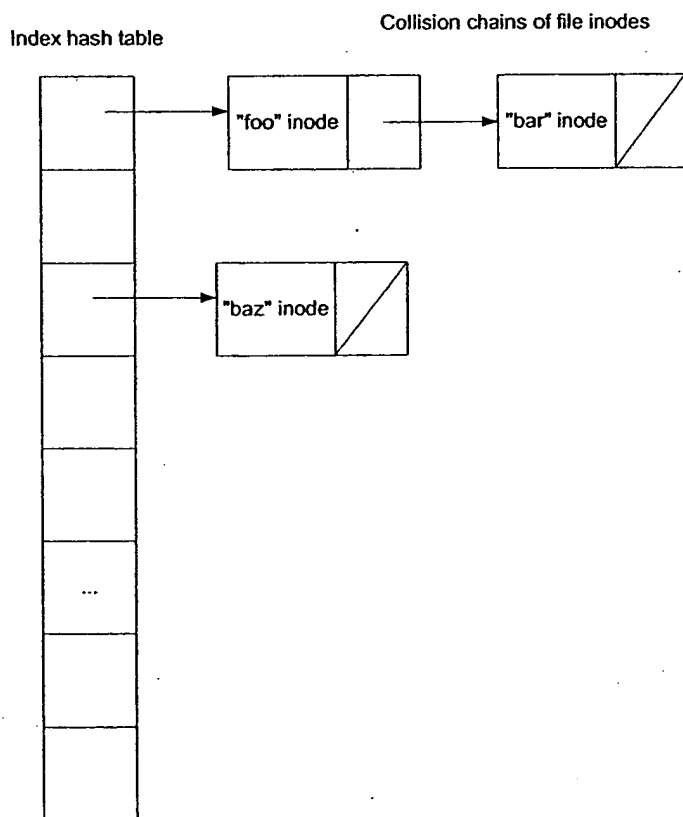 Index hash table
Collision chains of file inodes
"foo" inode
"bar" inode
"baz" inode
...